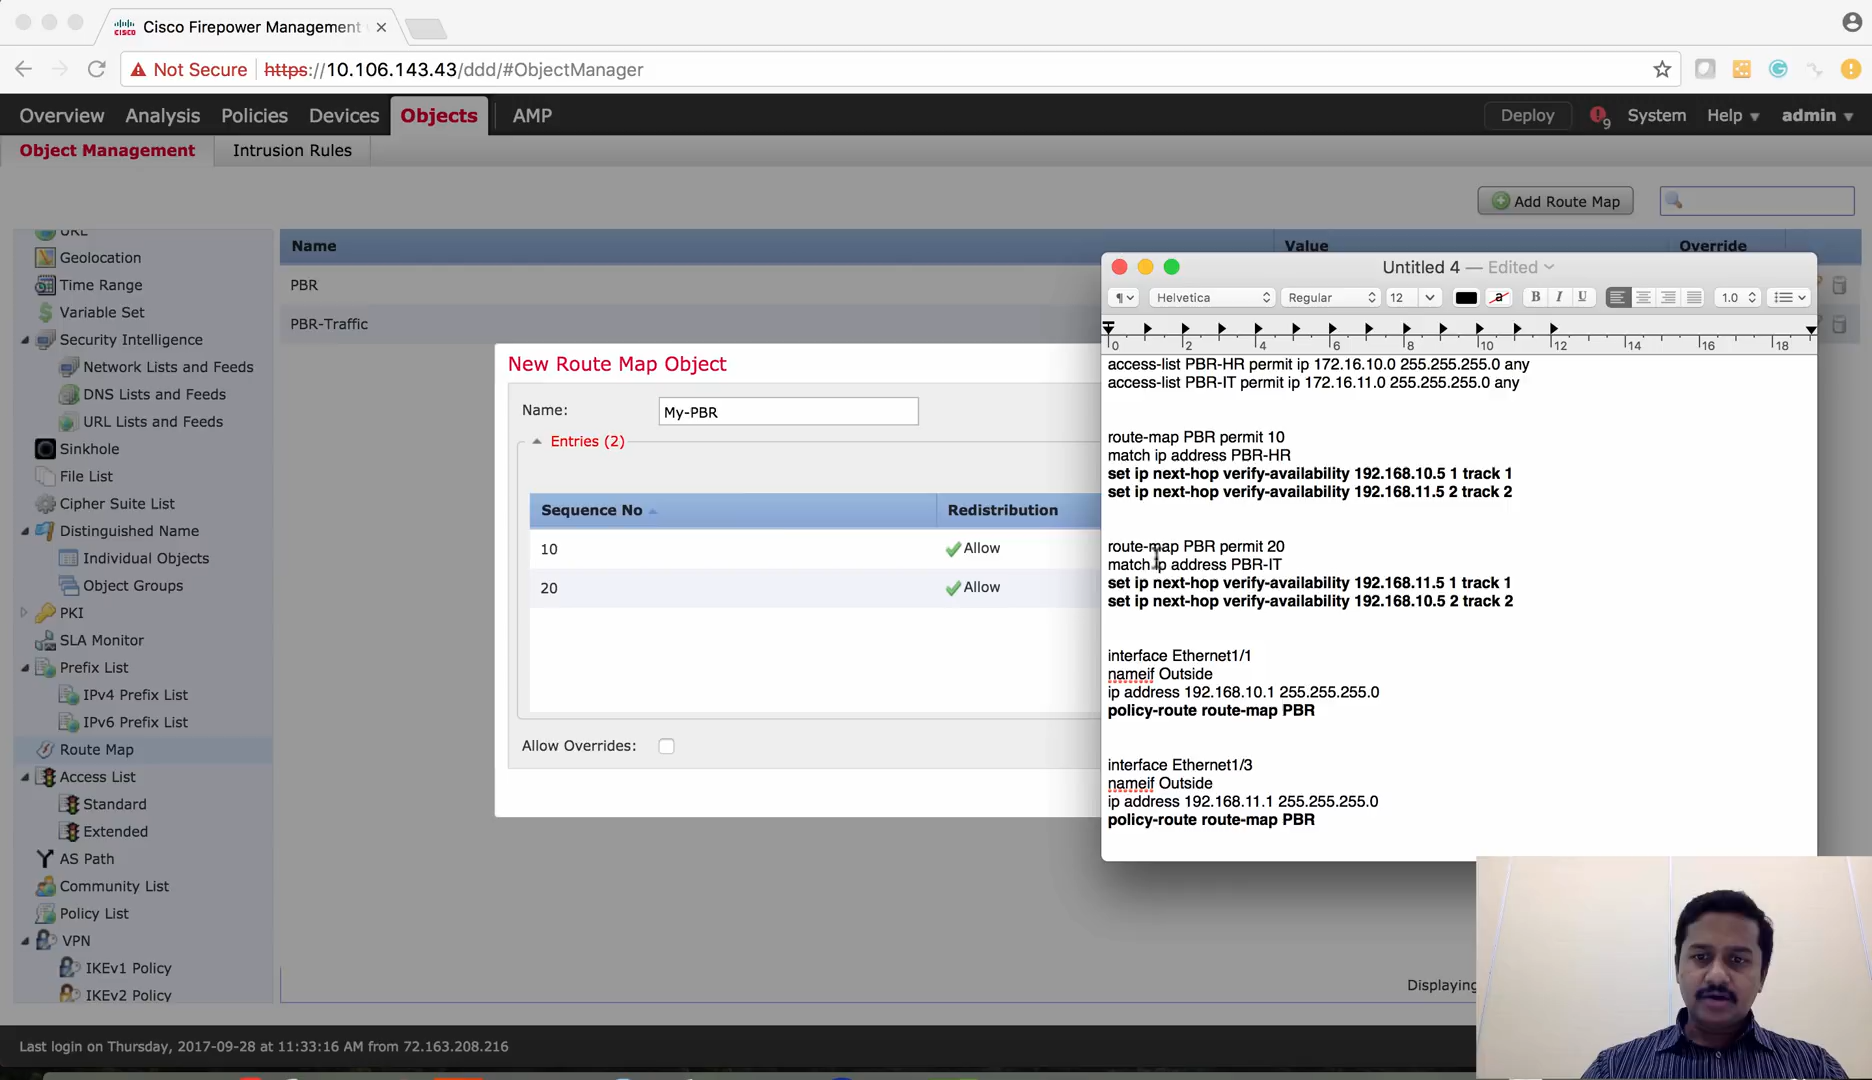 Cisco Firepower Management
Not Secure https://10.106.143.43/ddd/#ObjectManager
Overview Analysis Policies Devices Objects AMP Deploy 9 System Help admin
Object Management Intrusion Rules
Add Route Map
URL
Geolocation
Time Range
Variable Set
Security Intelligence
Network Lists and Feeds
DNS Lists and Feeds
URL Lists and Feeds
Sinkhole
File List
Cipher Suite List
Distinguished Name
Individual Objects
Object Groups
PKI
SLA Monitor
Prefix List
IPv4 Prefix List
IPv6 Prefix List
Route Map
Access List
Standard
Extended
AS Path
Community List
Policy List
VPN
IKEv1 Policy
IKEv2 Policy
Name Value Override
PBR
PBR-Traffic
New Route Map Object
Name: My-PBR
Entries (2)
Sequence No Redistribution
10 Allow
20 Allow
Allow Overrides:
Untitled 4 — Edited
Helvetica Regular 12 a B I U 1.0
0 2 4 6 8 10 12 14 16 18
access-list PBR-HR permit ip 172.16.10.0 255.255.255.0 any
access-list PBR-IT permit ip 172.16.11.0 255.255.255.0 any
route-map PBR permit 10
match ip address PBR-HR
set ip next-hop verify-availability 192.168.10.5 1 track 1
set ip next-hop verify-availability 192.168.11.5 2 track 2
route-map PBR permit 20
match ip address PBR-IT
set ip next-hop verify-availability 192.168.11.5 1 track 1
set ip next-hop verify-availability 192.168.10.5 2 track 2
interface Ethernet1/1
nameif Outside
ip address 192.168.10.1 255.255.255.0
policy-route route-map PBR
interface Ethernet1/3
nameif Outside
ip address 192.168.11.1 255.255.255.0
policy-route route-map PBR
Displaying
Last login on Thursday, 2017-09-28 at 11:33:16 AM from 72.163.208.216